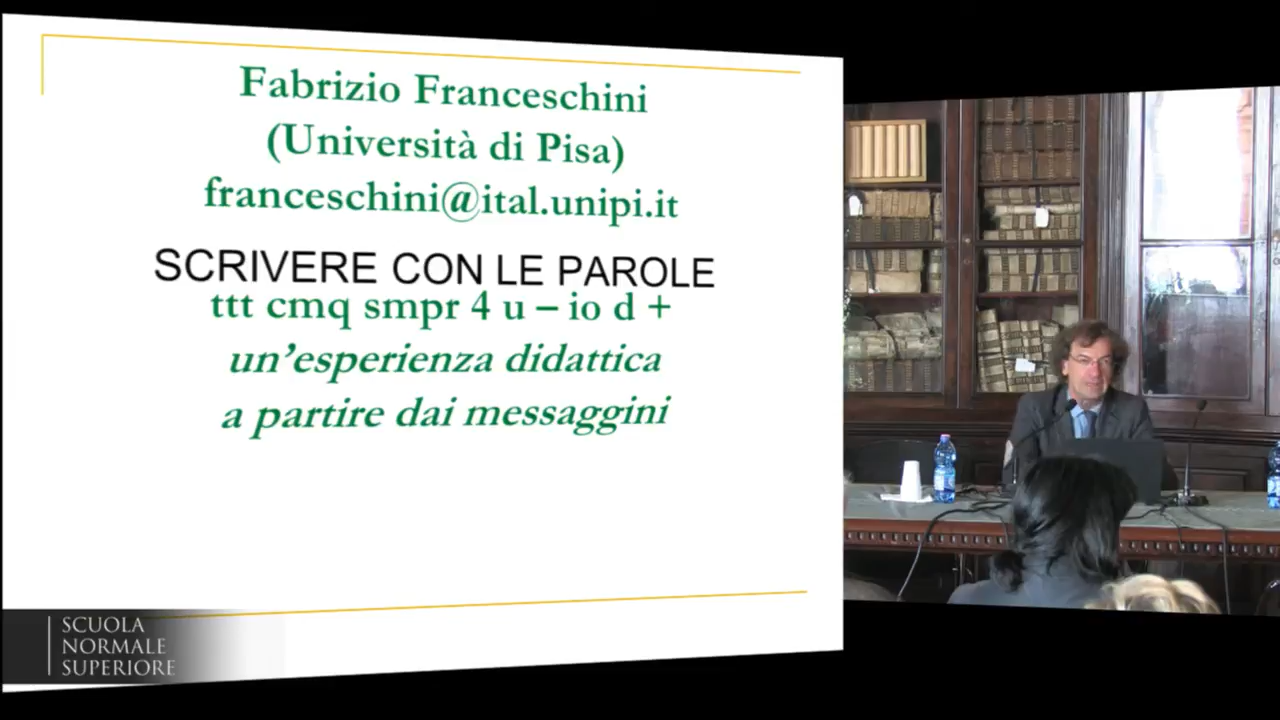 Fabrizio Franceschini
(Università di Pisa)
franceschini@ital.unipi.it
SCRIVERE CON LE PAROLE
ttt cmq smpr 4 u – io d +
un’esperienza didattica
a partire dai messaggini
SCUOLA
NORMALE
SUPERIORE